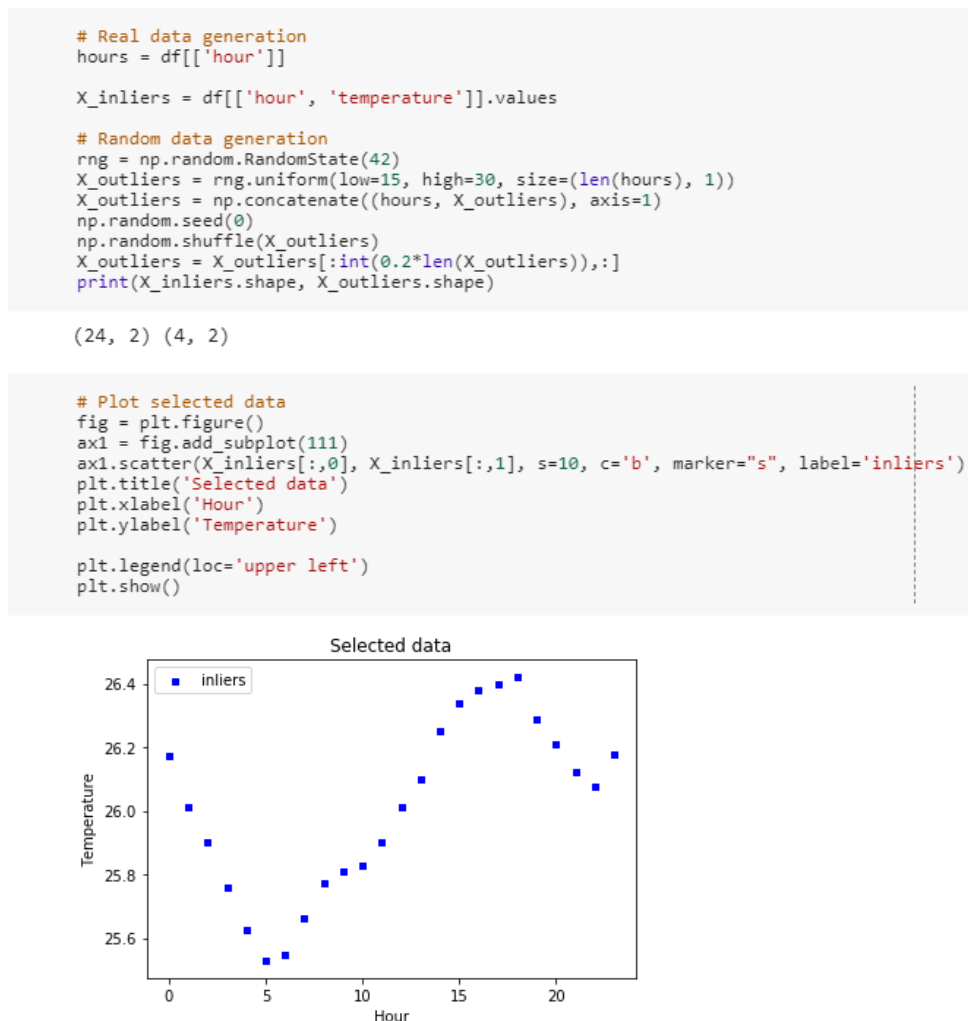 # Real data generation
hours = df[['hour']]
X_inliers = df[['hour', 'temperature']].values
# Random data generation
rng = np.random.RandomState(42)
X_outliers = rng.uniform(low=15, high=30, size=(len(hours), 1))
X_outliers = np.concatenate((hours, X_outliers), axis=1)
np.random.seed(0)
np.random.shuffle(X_outliers)
X_outliers = X_outliers[:int(0.2*len(X_outliers)),:]
print(X_inliers.shape, X_outliers.shape)
(24, 2) (4, 2)
# Plot selected data
fig = plt.figure()
ax1 = fig.add_subplot(111)
ax1.scatter(X_inliers[:,0], X_inliers[:,1], s=10, c='b', marker="s", label='inliers')
plt.title('Selected data')
plt.xlabel('Hour')
plt.ylabel('Temperature')
plt.legend(loc='upper left')
plt.show()
Selected data
inliers
26.4
26.2
26.0
25.8
25.6
Temperature
0 5 10 15 20
Hour